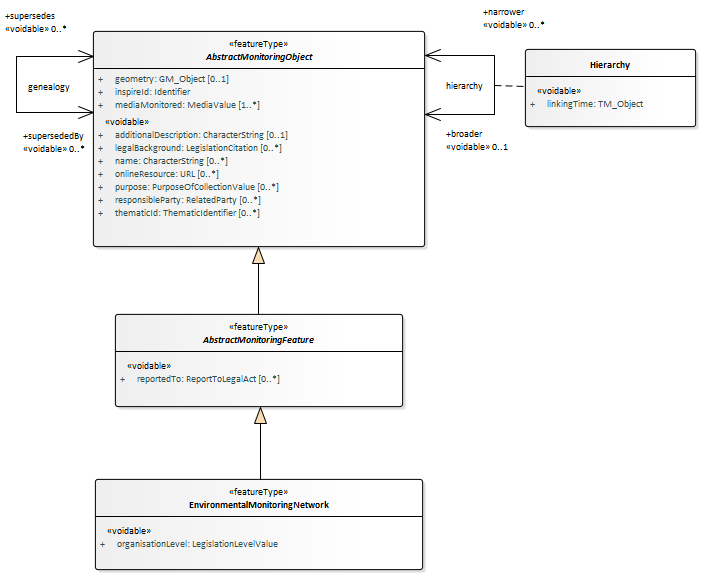 +supersedes
«voidable» 0..*
genealogy
+supersededBy
«voidable» 0..*
«featureType»
AbstractMonitoringObject
+ geometry: GM_Object [0..1]
+ inspireId: Identifier
+ mediaMonitored: MediaValue [1..*]
«voidable»
+ additionalDescription: CharacterString [0..1]
+ legalBackground: LegislationCitation [0..*]
+ name: CharacterString [0..*]
+ onlineResource: URL [0..*]
+ purpose: PurposeOfCollectionValue [0..*]
+ responsibleParty: RelatedParty [0..*]
+ thematicId: ThematicIdentifier [0..*]
+narrower
«voidable» 0..*
hierarchy
+broader
«voidable» 0..1
Hierarchy
«voidable»
+ linkingTime: TM_Object
«featureType»
AbstractMonitoringFeature
«voidable»
+ reportedTo: ReportToLegalAct [0..*]
«featureType»
EnvironmentalMonitoringNetwork
«voidable»
+ organisationLevel: LegislationLevelValue